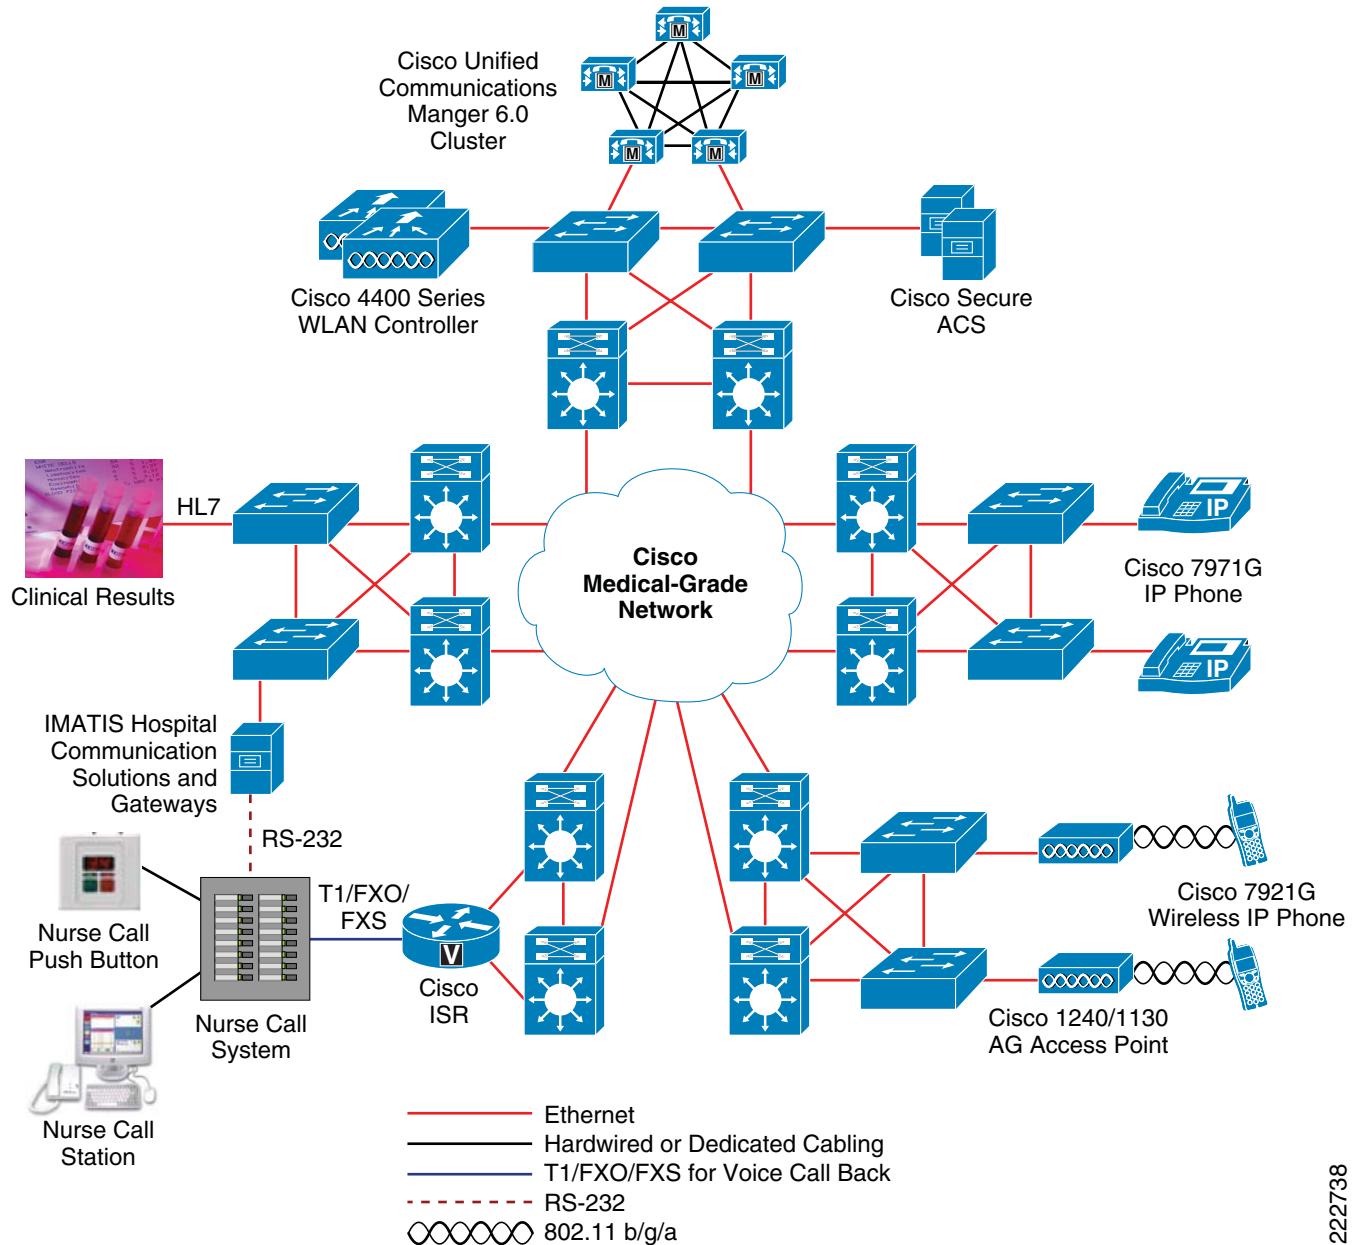 M
M
M
M
M
Cisco Unified
Communications
Manger 6.0
Cluster
Cisco 4400 Series
WLAN Controller
Cisco Secure
ACS
HL7
Clinical Results
Cisco
Medical-Grade
Network
IP
Cisco 7971G
IP Phone
IP
IMATIS Hospital
Communication
Solutions and
Gateways
RS-232
T1/FXO/
FXS
Nurse Call
Push Button
V
Cisco
ISR
Nurse Call
System
Nurse Call
Station
Cisco 7921G
Wireless IP Phone
Cisco 1240/1130
AG Access Point
Ethernet
Hardwired or Dedicated Cabling
T1/FXO/FXS for Voice Call Back
RS-232
802.11 b/g/a
222738